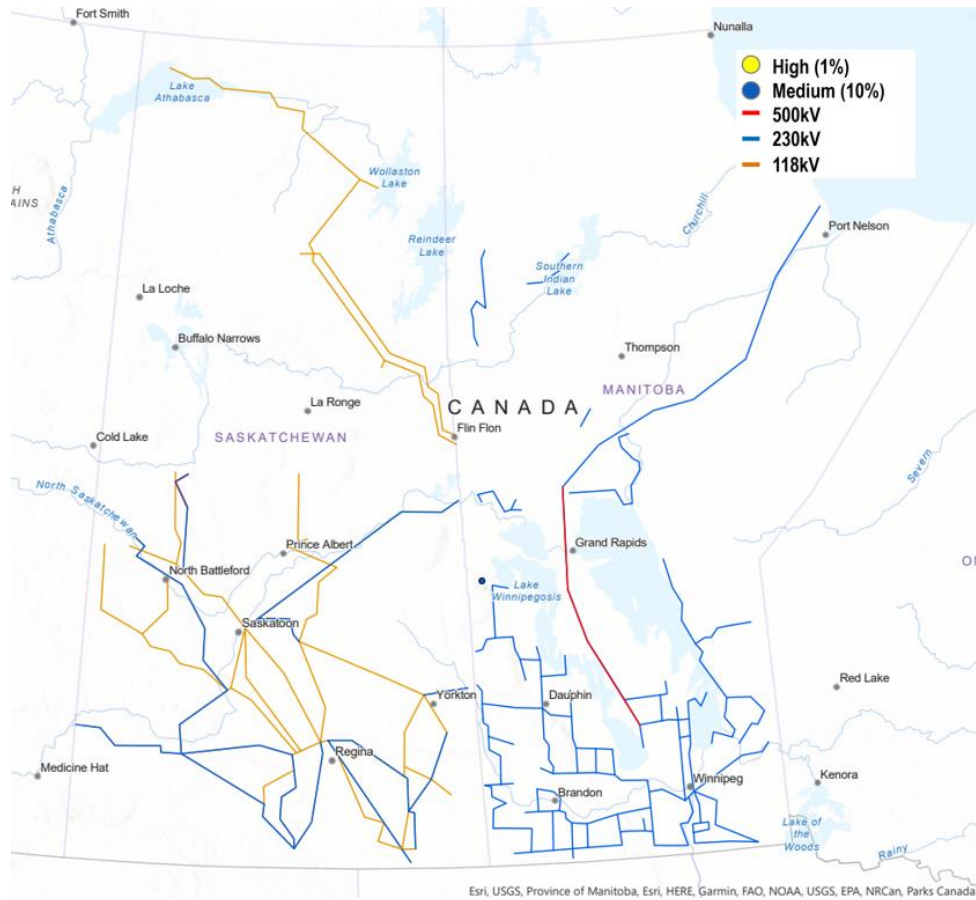 Fort Smith
Nunalla
High (1%)
Medium (10%)
500kV
230kV
118kV
Lake
Athabasca
Wollaston
Lake
H
AINS
Athabasca
Churchill
Port Nelson
Reindeer
Lake
Southern
Indian
Lake
La Loche
Buffalo Narrows
Thompson
MANITOBA
La Ronge
CANADA
Flin Flon
SASKATCHEWAN
Cold Lake
Severn
North Saskatchewan
Prince Albert
Grand Rapids
ON
North Battleford
Lake
Winnipegosis
Saskatoon
Red Lake
Yorkton
Dauphin
Regina
Medicine Hat
Winnipeg
Kenora
Brandon
Lake of
the
Woods
Rainy
Esri, USGS, Province of Manitoba, Esri, HERE, Garmin, FAO, NOAA, USGS, EPA, NRCan, Parks Canada